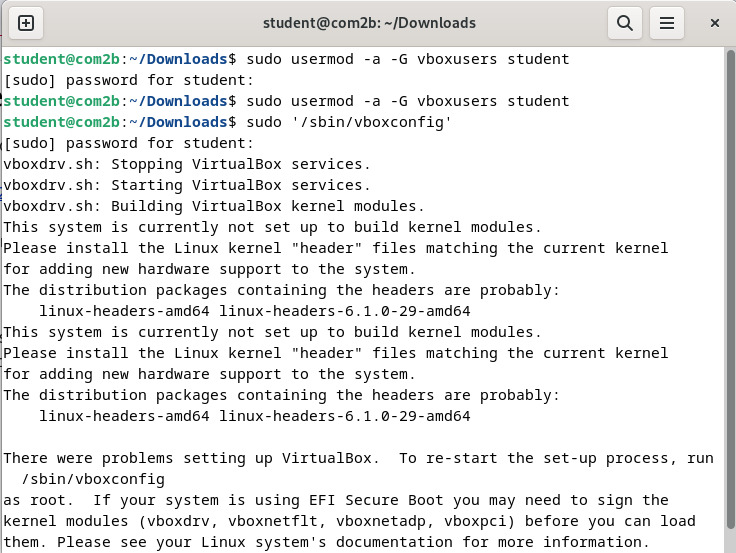 student@com2b: ~/Downloads
student@com2b:~/Downloads$ sudo usermod -a -G vboxusers student
[sudo] password for student:
student@com2b:~/Downloads$ sudo usermod -a -G vboxusers student
student@com2b:~/Downloads$ sudo '/sbin/vboxconfig'
[sudo] password for student:
vboxdrv.sh: Stopping VirtualBox services.
vboxdrv.sh: Starting VirtualBox services.
vboxdrv.sh: Building VirtualBox kernel modules.
This system is currently not set up to build kernel modules.
Please install the Linux kernel "header" files matching the current kernel
for adding new hardware support to the system.
The distribution packages containing the headers are probably:
    linux-headers-amd64 linux-headers-6.1.0-29-amd64
This system is currently not set up to build kernel modules.
Please install the Linux kernel "header" files matching the current kernel
for adding new hardware support to the system.
The distribution packages containing the headers are probably:
    linux-headers-amd64 linux-headers-6.1.0-29-amd64

There were problems setting up VirtualBox.  To re-start the set-up process, run
  /sbin/vboxconfig
as root.  If your system is using EFI Secure Boot you may need to sign the
kernel modules (vboxdrv, vboxnetflt, vboxnetadp, vboxpci) before you can load
them. Please see your Linux system's documentation for more information.